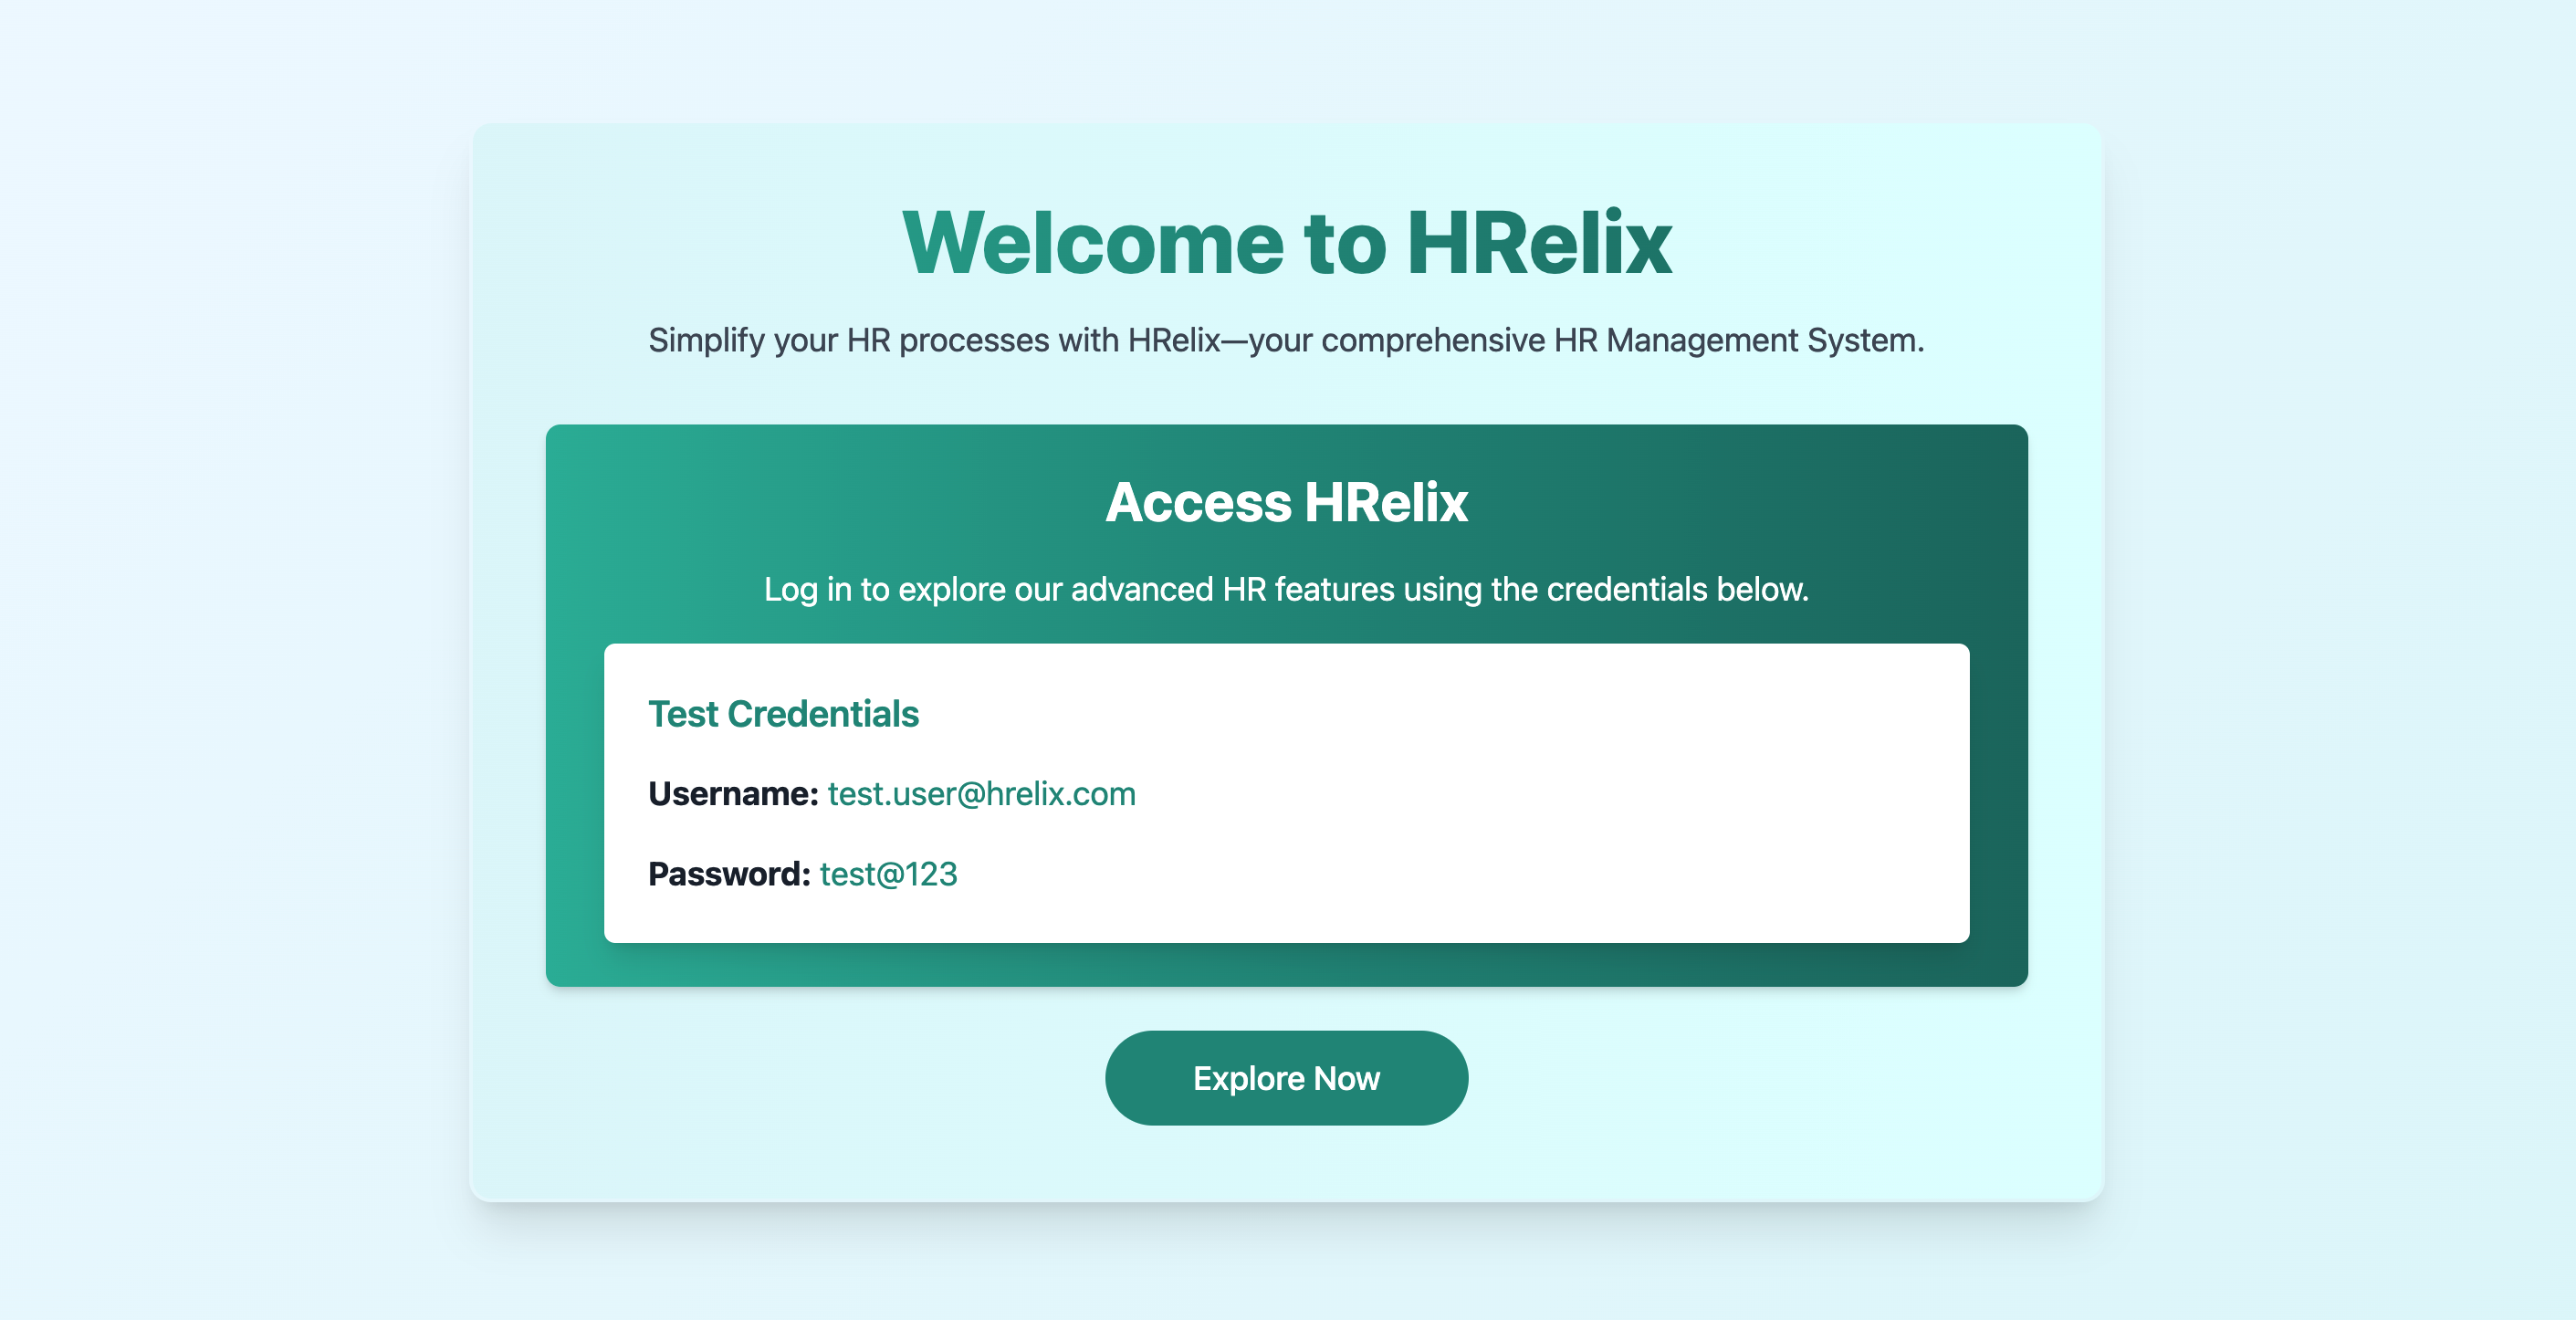 Welcome to HRelix
Simplify your HR processes with HRelix—your comprehensive HR Management System.
Access HRelix
Log in to explore our advanced HR features using the credentials below.
Test Credentials
Username: test.user@hrelix.com
Password: test@123
Explore Now